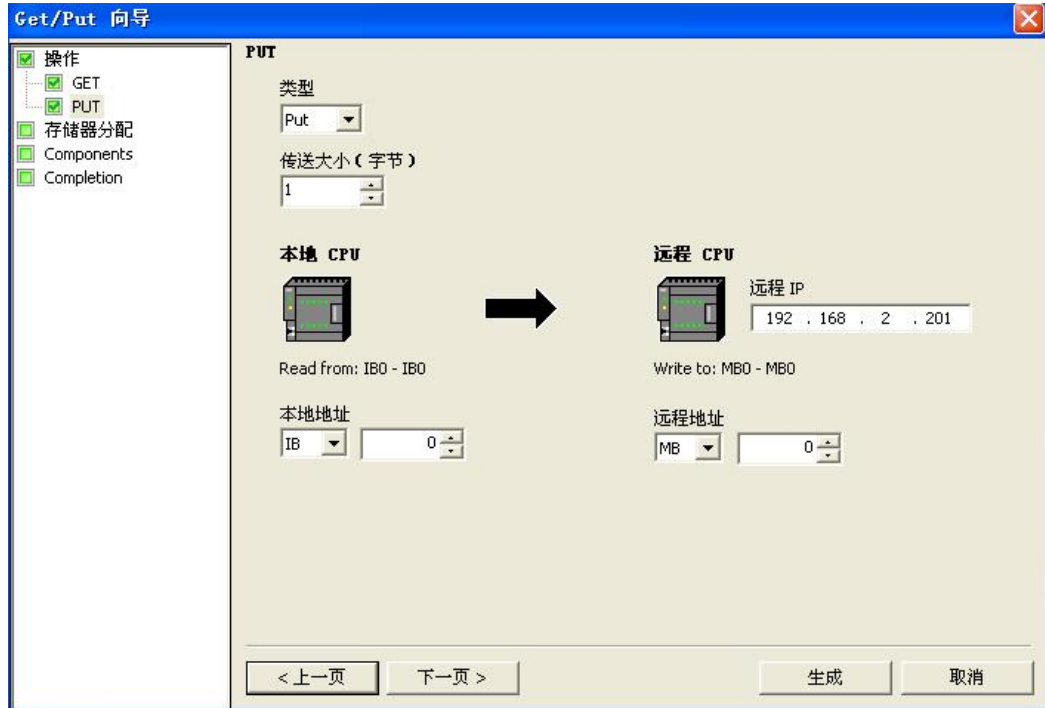 Get/Put 向导
操作
GET
PUT
存储器分配
Components
Completion
PUT
类型
Put
传送大小(字节)
1
本地 CPU
远程 CPU
远程 IP
192 . 168 . 2 . 201
Read from: IB0 - IB0
Write to: MB0 - MB0
本地地址
远程地址
IB 0
MB 0
<上一页
下一页>
生成
取消